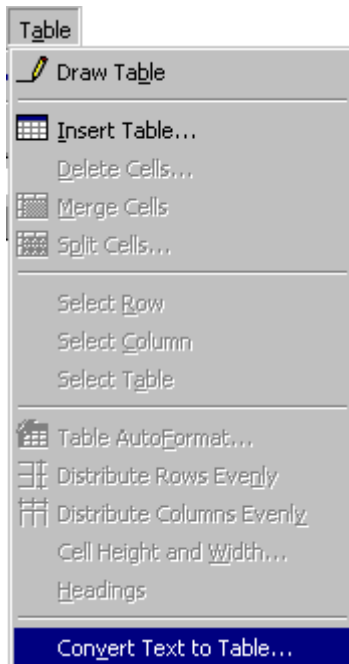 Table
Draw Table
Insert Table...
Delete Cells...
Merge Cells
Split Cells...
Select Row
Select Column
Select Table
Table AutoFormat...
Distribute Rows Evenly
Distribute Columns Evenly
Cell Height and Width...
Headings
Convert Text to Table...